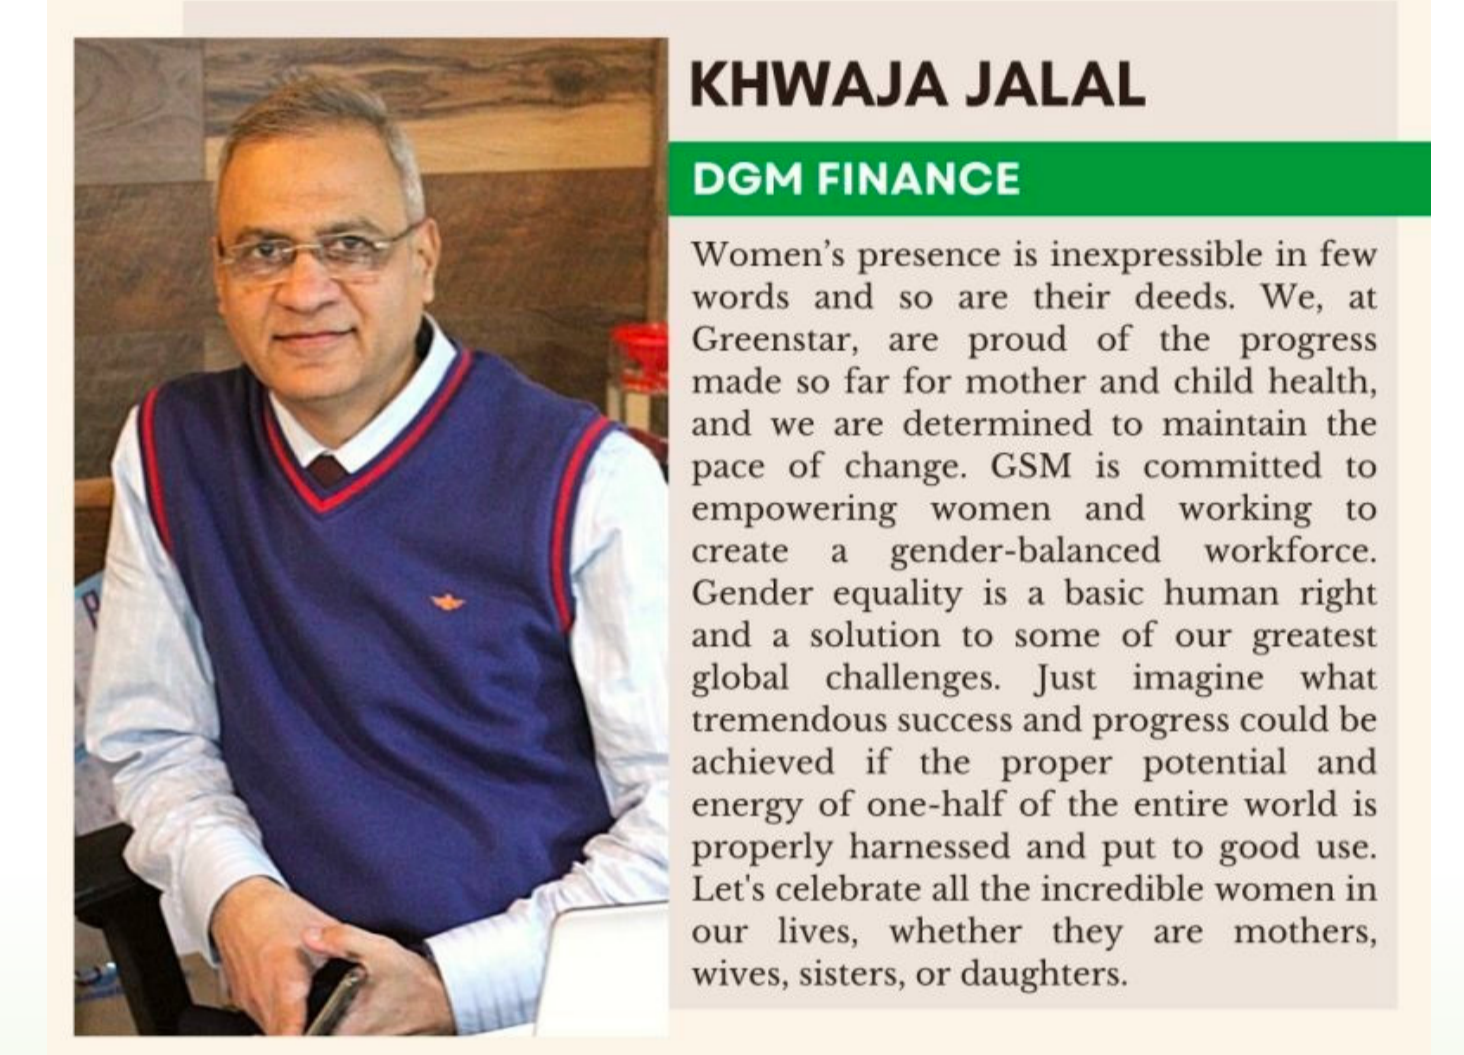 KHWAJA JALAL
DGM FINANCE
Women’s presence is inexpressible in few
words and so are their deeds. We, at
Greenstar, are proud of the progress
made so far for mother and child health,
and we are determined to maintain the
pace of change. GSM is committed to
empowering women and working to
create a gender-balanced workforce.
Gender equality is a basic human right
and a solution to some of our greatest
global challenges. Just imagine what
tremendous success and progress could be
achieved if the proper potential and
energy of one-half of the entire world is
properly harnessed and put to good use.
Let's celebrate all the incredible women in
our lives, whether they are mothers,
wives, sisters, or daughters.